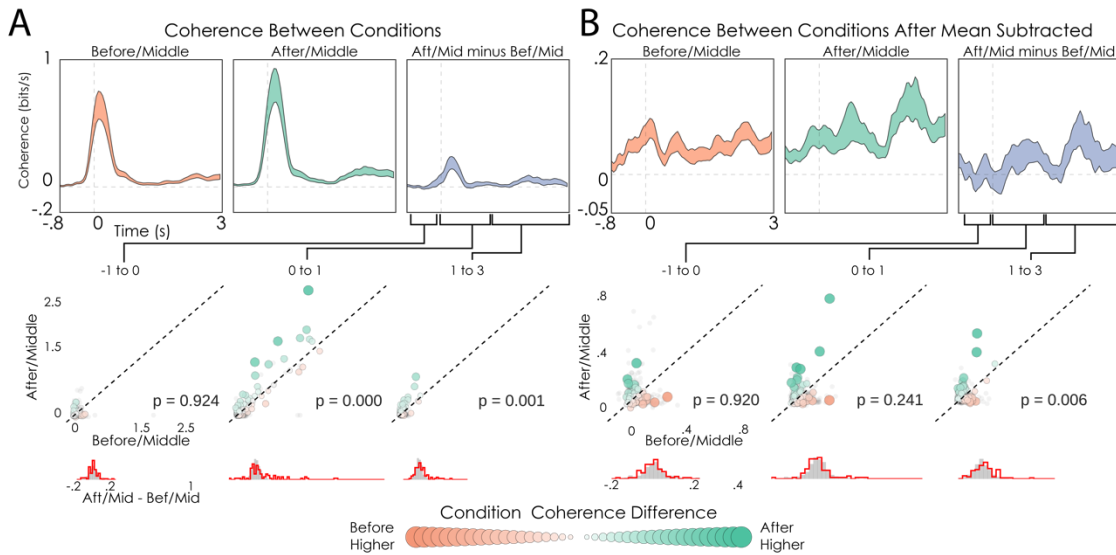 A
Coherence Between Conditions
Before/Middle
After/Middle
Aft/Mid minus Bef/Mid
Coherence (bits/s)
1
0
-.2
-.8
0
3
Time (s)
-1 to 0
0 to 1
1 to 3
After/Middle
2.5
1.5
0
0
1.5
2.5
Before/Middle
p = 0.924
p = 0.000
p = 0.001
-.2
.2
1
Aft/Mid - Bef/Mid
B
Coherence Between Conditions After Mean Subtracted
Before/Middle
After/Middle
Aft/Mid minus Bef/Mid
.2
0
-.05
-.8
0
3
-1 to 0
0 to 1
1 to 3
After/Middle
.8
.4
0
0
.4
.8
Before/Middle
p = 0.920
p = 0.241
p = 0.006
-.2
.2
.4
Condition Coherence Difference
Before
Higher
After
Higher